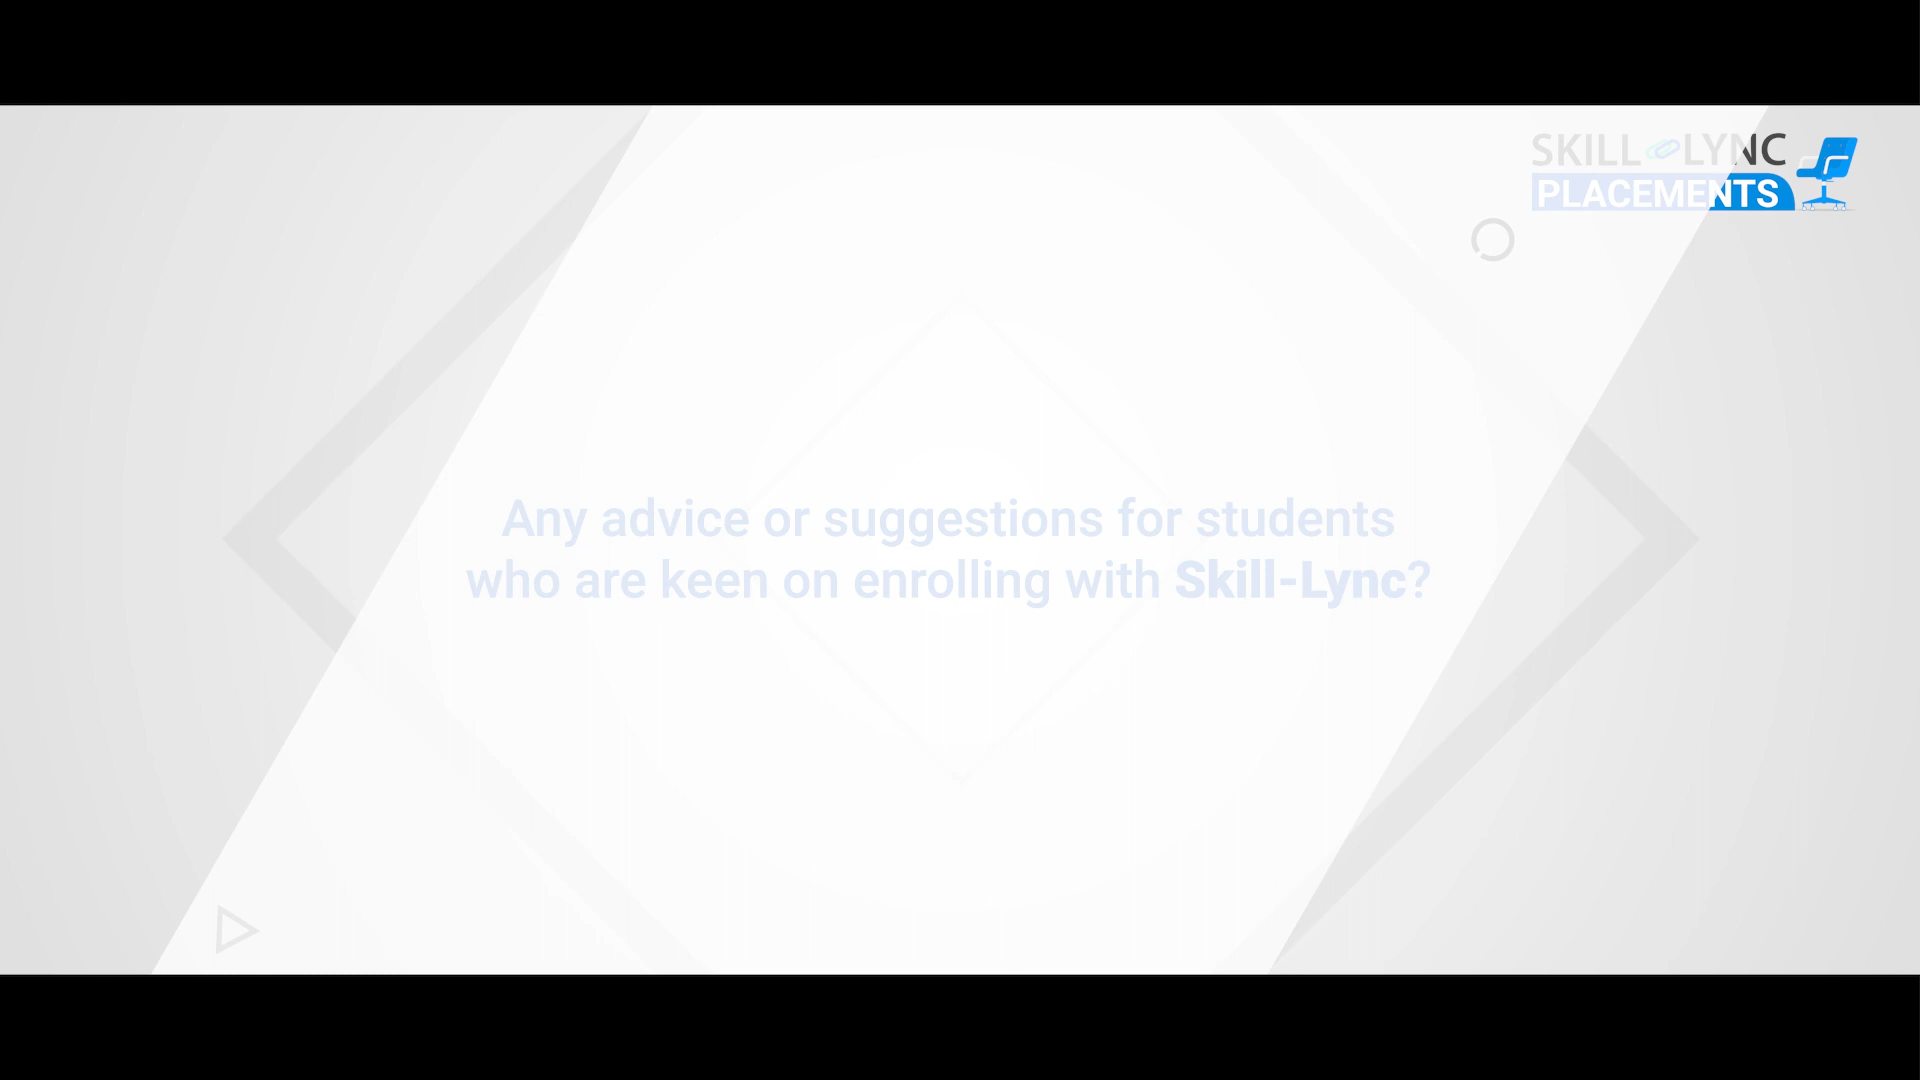 SKILL LYNC
PLACEMENTS
Any advice or suggestions for students
who are keen on enrolling with Skill-Lync?